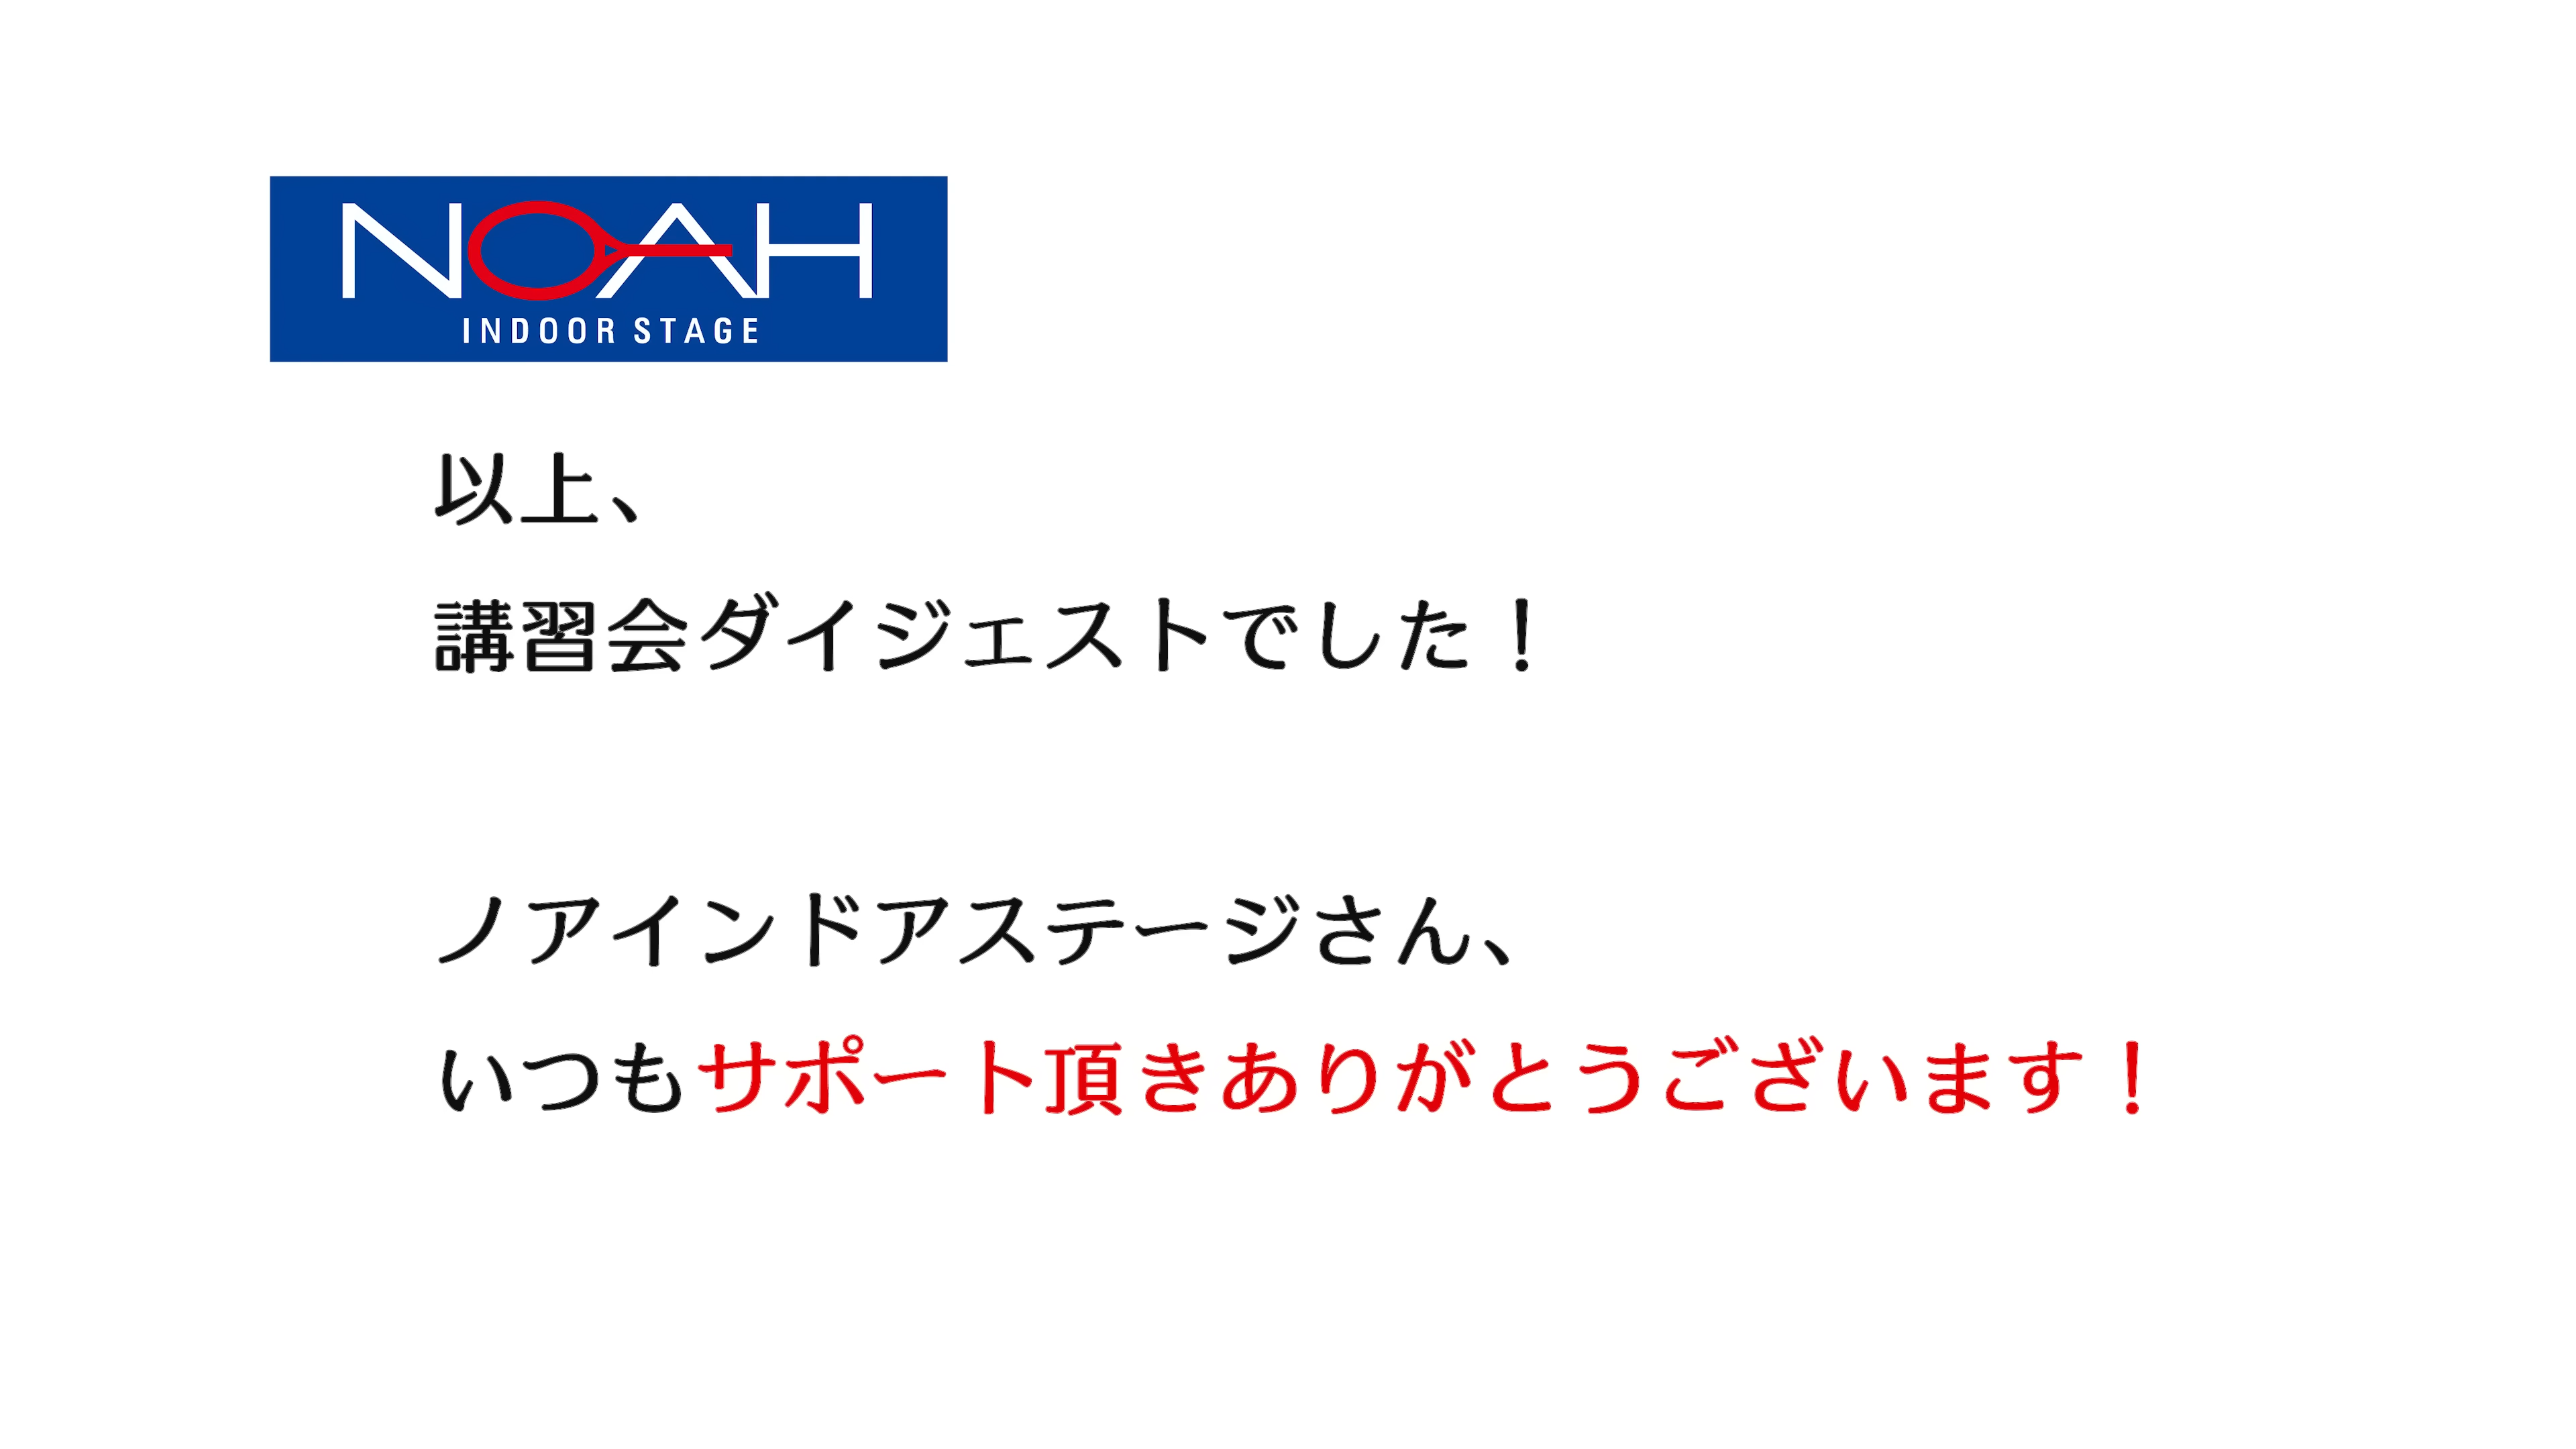 NOAH
INDOOR STAGE
以上、
講習会ダイジェストでした！
ノアインドアステージさん、
いつもサポート頂きありがとうございます！